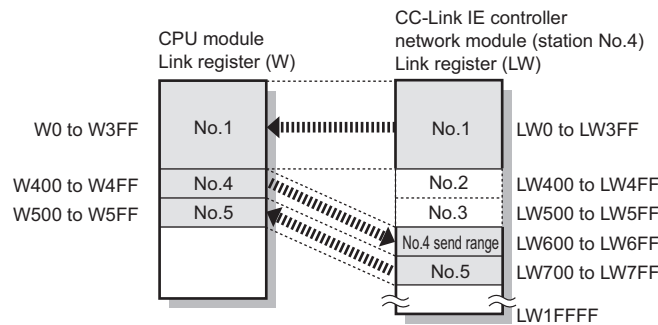 CC-Link IE controller
network module (station No.4)
Link register (LW)
CPU module
Link register (W)
W0 to W3FF
No.1
No.1
LW0 to LW3FF
W400 to W4FF
No.4
No.2
LW400 to LW4FF
W500 to W5FF
No.5
No.3
LW500 to LW5FF
No.4 send range
LW600 to LW6FF
No.5
LW700 to LW7FF
LW1FFFF